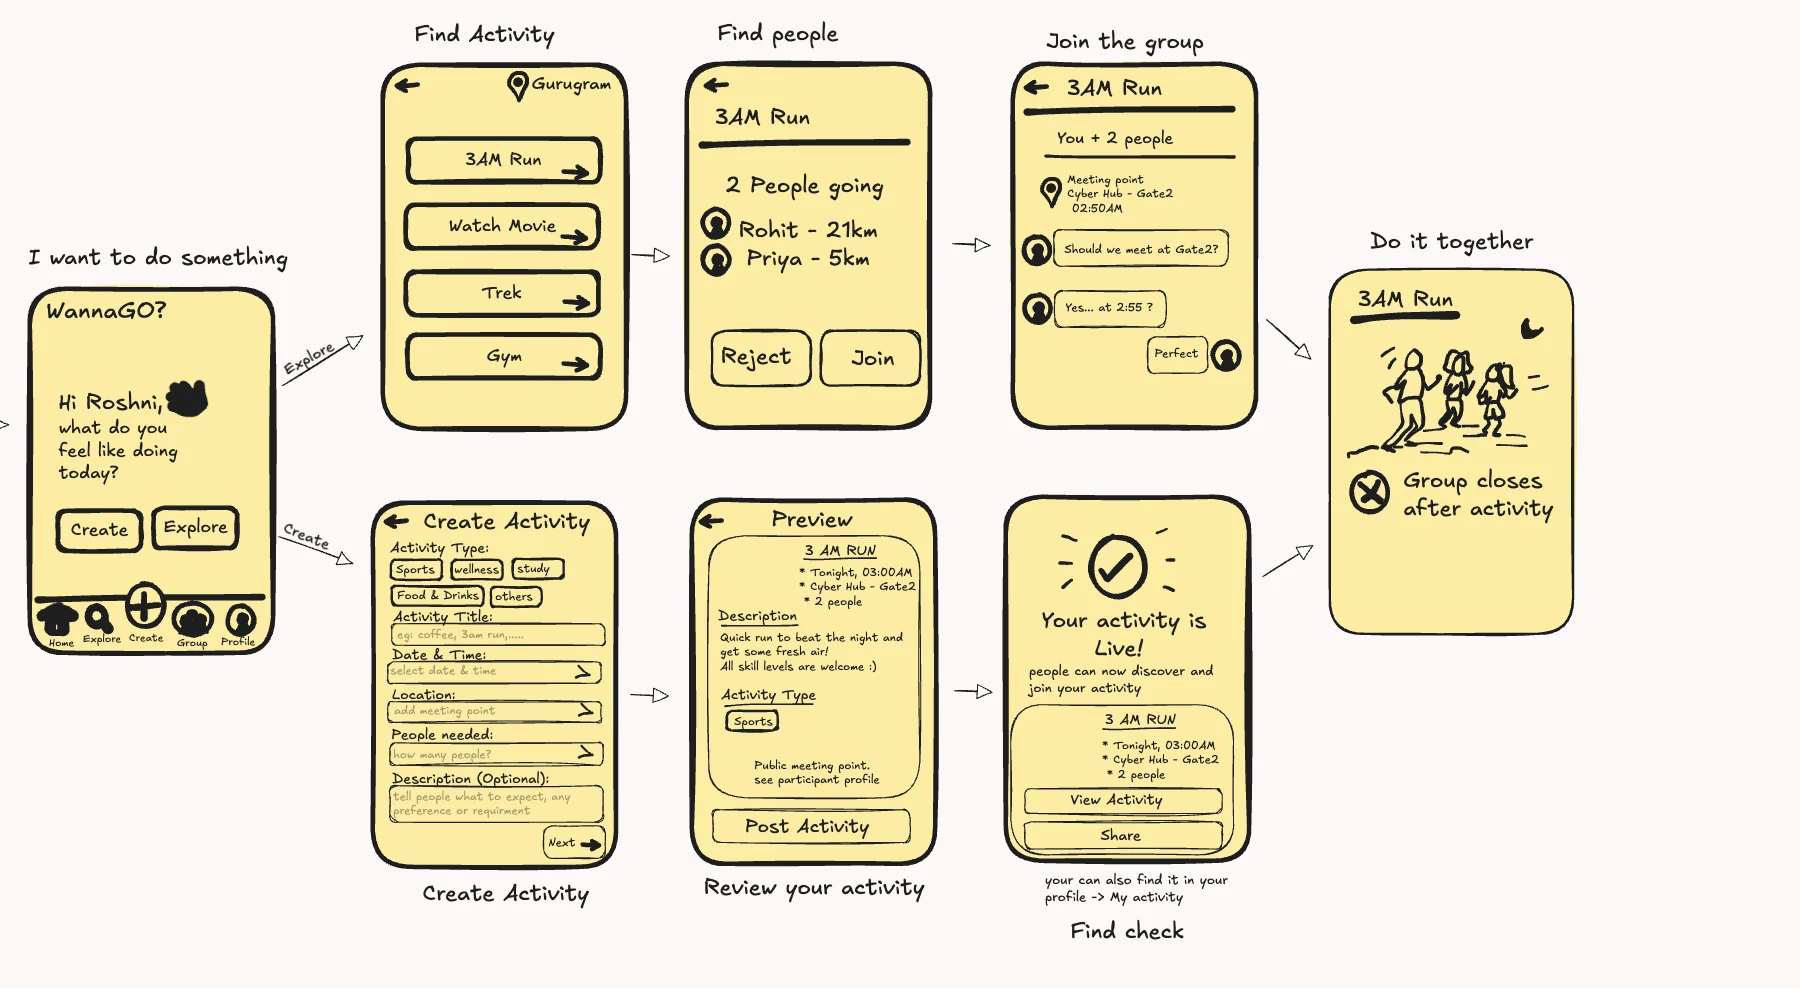 I want to do something
WannaGO?
Hi Roshni,
what do you
feel like doing
today?
Create
Explore
Home
Explore
Create
Group
Profile
Explore
Create
Find Activity
Gurugram
3AM Run
Watch Movie
Trek
Gym
Find people
3AM Run
2 People going
Rohit - 21km
Priya - 5km
Reject
Join
Join the group
3AM Run
You + 2 people
Meeting point
Cyber Hub - Gate2
02:50AM
Should we meet at Gate2?
Yes... at 2:55 ?
Perfect
Create Activity
Activity Type:
Sports
wellness
study
Food & Drinks
others
Activity Title:
eg: coffee, 3am run,.....
Date & Time:
select date & time
Location:
add meeting point
People needed:
how many people?
Description (Optional):
tell people what to expect, any
preference or requirment
Next
Create Activity
Preview
3 AM RUN
* Tonight, 03:00AM
* Cyber Hub - Gate2
* 2 people
Description
Quick run to beat the night and
get some fresh air!
All skill levels are welcome :)
Activity Type
Sports
Public meeting point.
see participant profile
Post Activity
Review your activity
Your activity is
Live!
people can now discover and
join your activity
3 AM RUN
* Tonight, 03:00AM
* Cyber Hub - Gate2
* 2 people
View Activity
Share
your can also find it in your
profile -> My activity
Find check
Do it together
3AM Run
Group closes
after activity